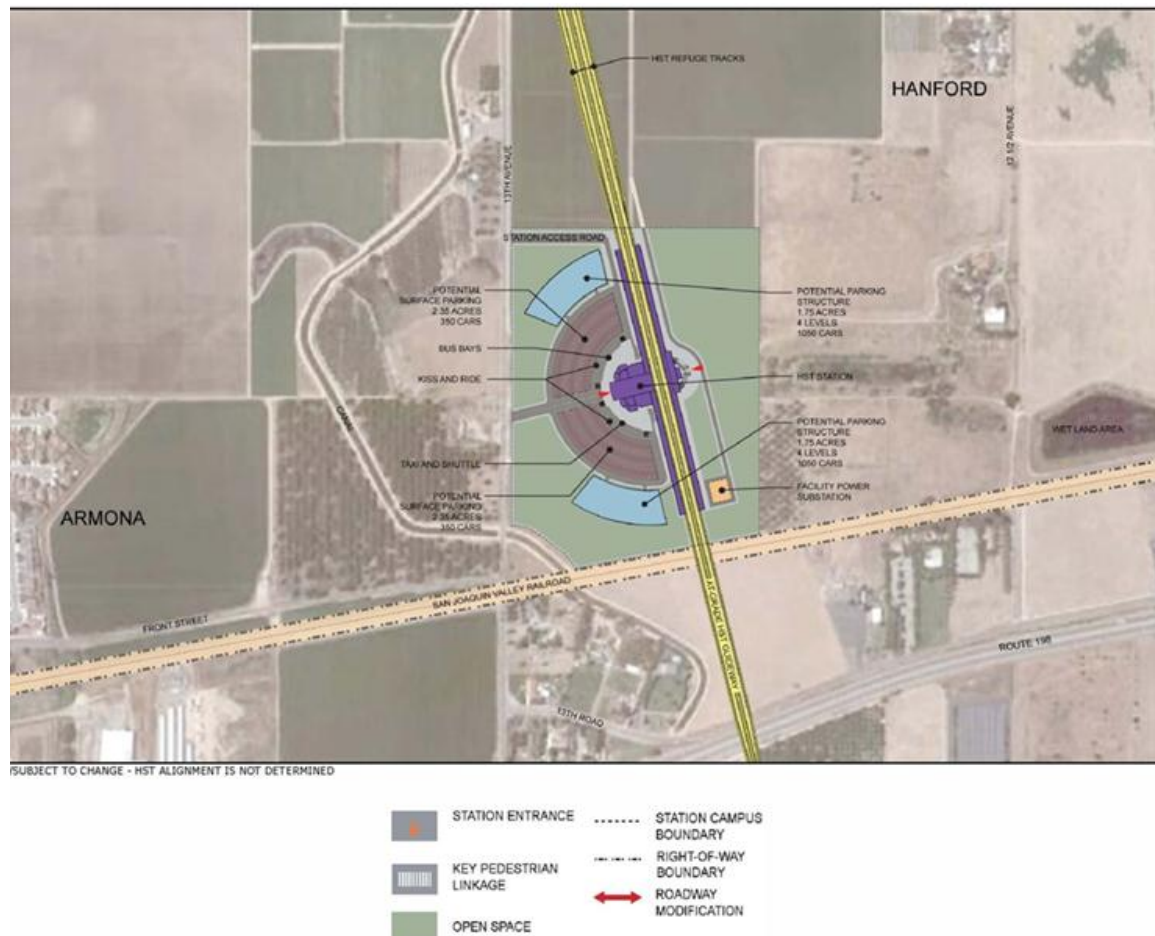 HST REFUGE TRACKS
HANFORD
13TH AVENUE
12 1/2 AVENUE
STATION ACCESS ROAD
POTENTIAL
SURFACE PARKING
2.35 ACRES
350 CARS
POTENTIAL PARKING
STRUCTURE
1.75 ACRES
4 LEVELS
1050 CARS
BUS BAYS
KISS AND RIDE
HST STATION
CANAL
WET LAND AREA
POTENTIAL PARKING
STRUCTURE
1.75 ACRES
4 LEVELS
1050 CARS
TAXI AND SHUTTLE
FACILITY POWER
SUBSTATION
POTENTIAL
SURFACE PARKING
2.35 ACRES
350 CARS
ARMONA
SAN JOAQUIN VALLEY RAILROAD
FRONT STREET
AT-GRADE HST GUIDEWAY
ROUTE 198
13TH ROAD
/SUBJECT TO CHANGE - HST ALIGNMENT IS NOT DETERMINED
STATION ENTRANCE
STATION CAMPUS
BOUNDARY
KEY PEDESTRIAN
LINKAGE
RIGHT-OF-WAY
BOUNDARY
ROADWAY
MODIFICATION
OPEN SPACE